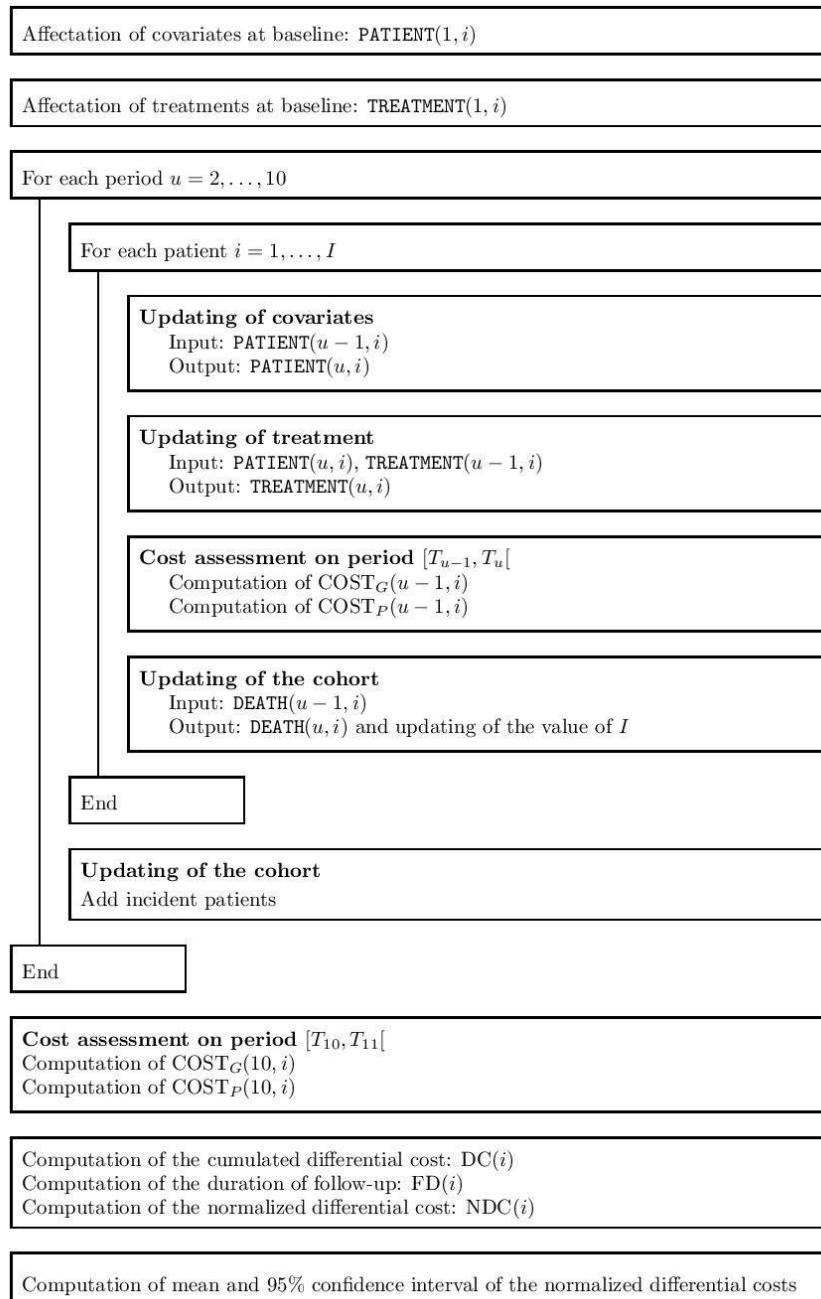 Affectation of covariates at baseline: PATIENT(1, i)
Affectation of treatments at baseline: TREATMENT(1, i)
For each period u = 2, . . . , 10
For each patient i = 1, . . . , I
Updating of covariates
Input: PATIENT(u − 1, i)
Output: PATIENT(u, i)
Updating of treatment
Input: PATIENT(u, i), TREATMENT(u − 1, i)
Output: TREATMENT(u, i)
Cost assessment on period [T_{u−1}, T_u[
Computation of COST_G(u − 1, i)
Computation of COST_P(u − 1, i)
Updating of the cohort
Input: DEATH(u − 1, i)
Output: DEATH(u, i) and updating of the value of I
End
Updating of the cohort
Add incident patients
End
Cost assessment on period [T_{10}, T_{11}[
Computation of COST_G(10, i)
Computation of COST_P(10, i)
Computation of the cumulated differential cost: DC(i)
Computation of the duration of follow-up: FD(i)
Computation of the normalized differential cost: NDC(i)
Computation of mean and 95% confidence interval of the normalized differential costs